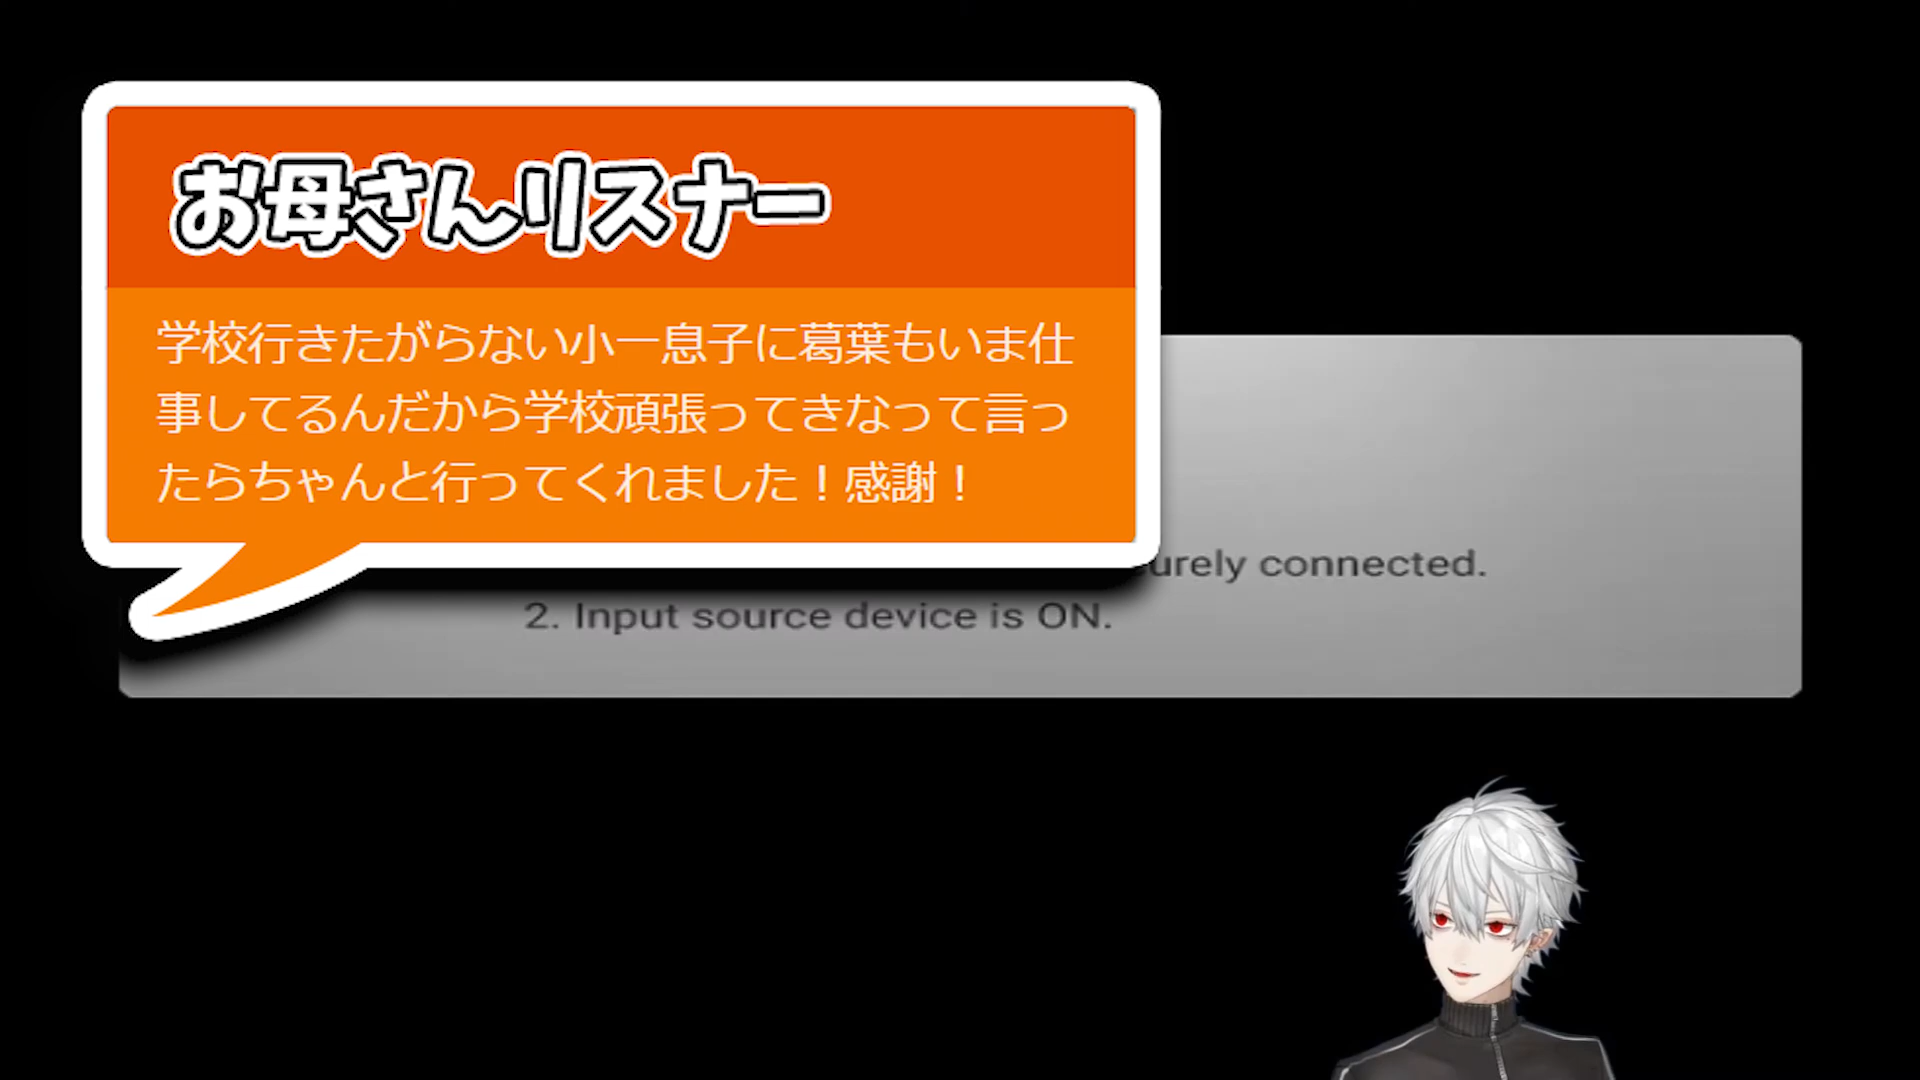 お母さんリスナー
学校行きたがらない小一息子に葛葉もいま仕
事してるんだから学校頑張ってきなって言っ
たらちゃんと行ってくれました！感謝！
connected.
2. Input source device is ON.